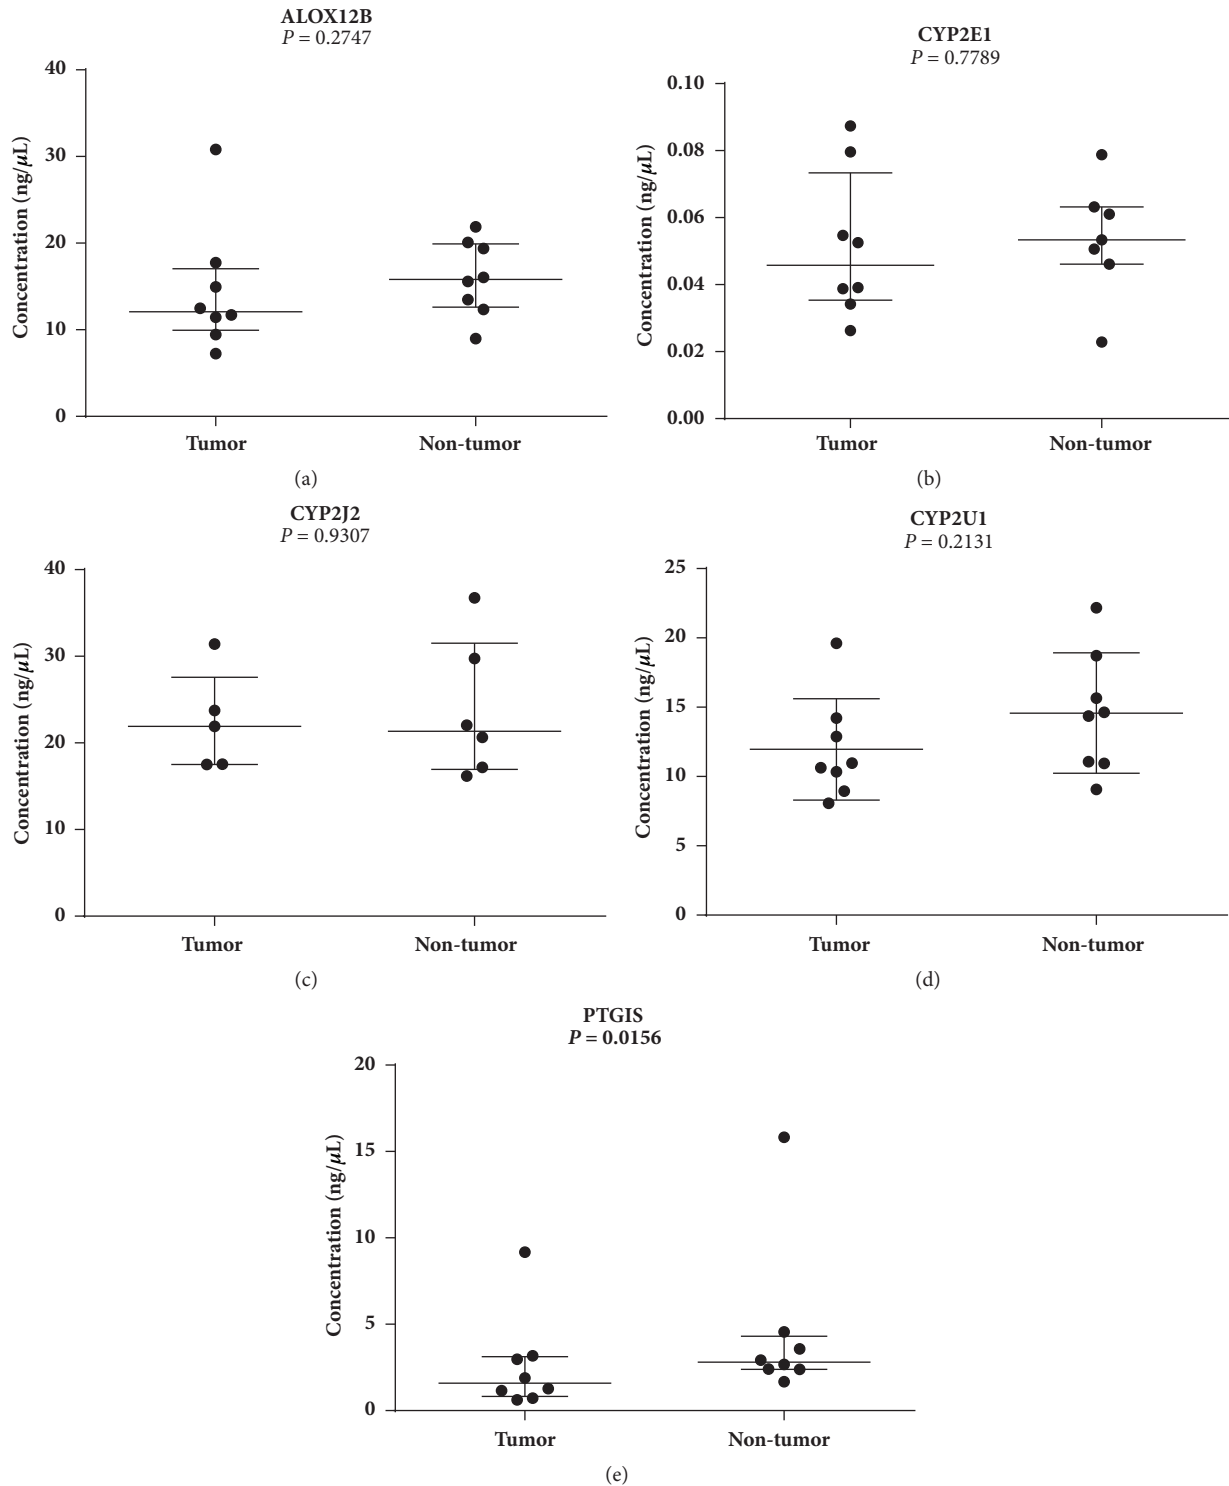 ALOX12B
P = 0.2747
40
30
20
10
0
Concentration (ng/μL)
Tumor
Non-tumor
(a)
CYP2E1
P = 0.7789
0.10
0.08
0.06
0.04
0.02
0.00
Concentration (ng/μL)
Tumor
Non-tumor
(b)
CYP2J2
P = 0.9307
40
30
20
10
0
Concentration (ng/μL)
Tumor
Non-tumor
(c)
CYP2U1
P = 0.2131
25
20
15
10
5
0
Concentration (ng/μL)
Tumor
Non-tumor
(d)
PTGIS
P = 0.0156
20
15
10
5
0
Concentration (ng/μL)
Tumor
Non-tumor
(e)